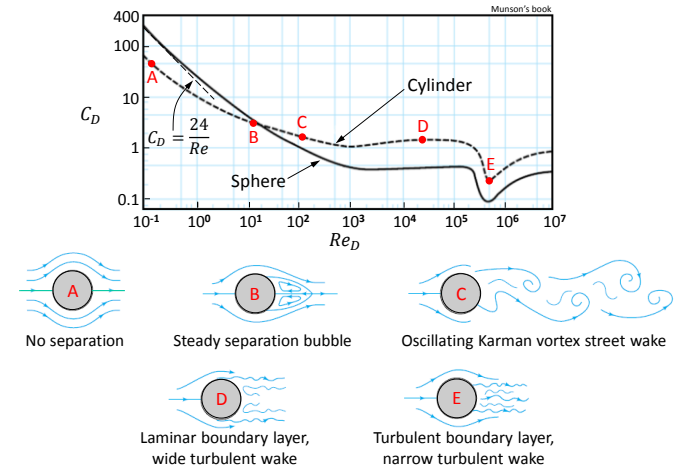 Munson's book
400
100
10
1
0.1
C_D
A
B
C
D
E
Cylinder
C_D = 24/Re
Sphere
10^-1 10^0 10^1 10^2 10^3 10^4 10^5 10^6 10^7
Re_D
A B C
No separation Steady separation bubble Oscillating Karman vortex street wake
D E
Laminar boundary layer, Turbulent boundary layer,
wide turbulent wake narrow turbulent wake